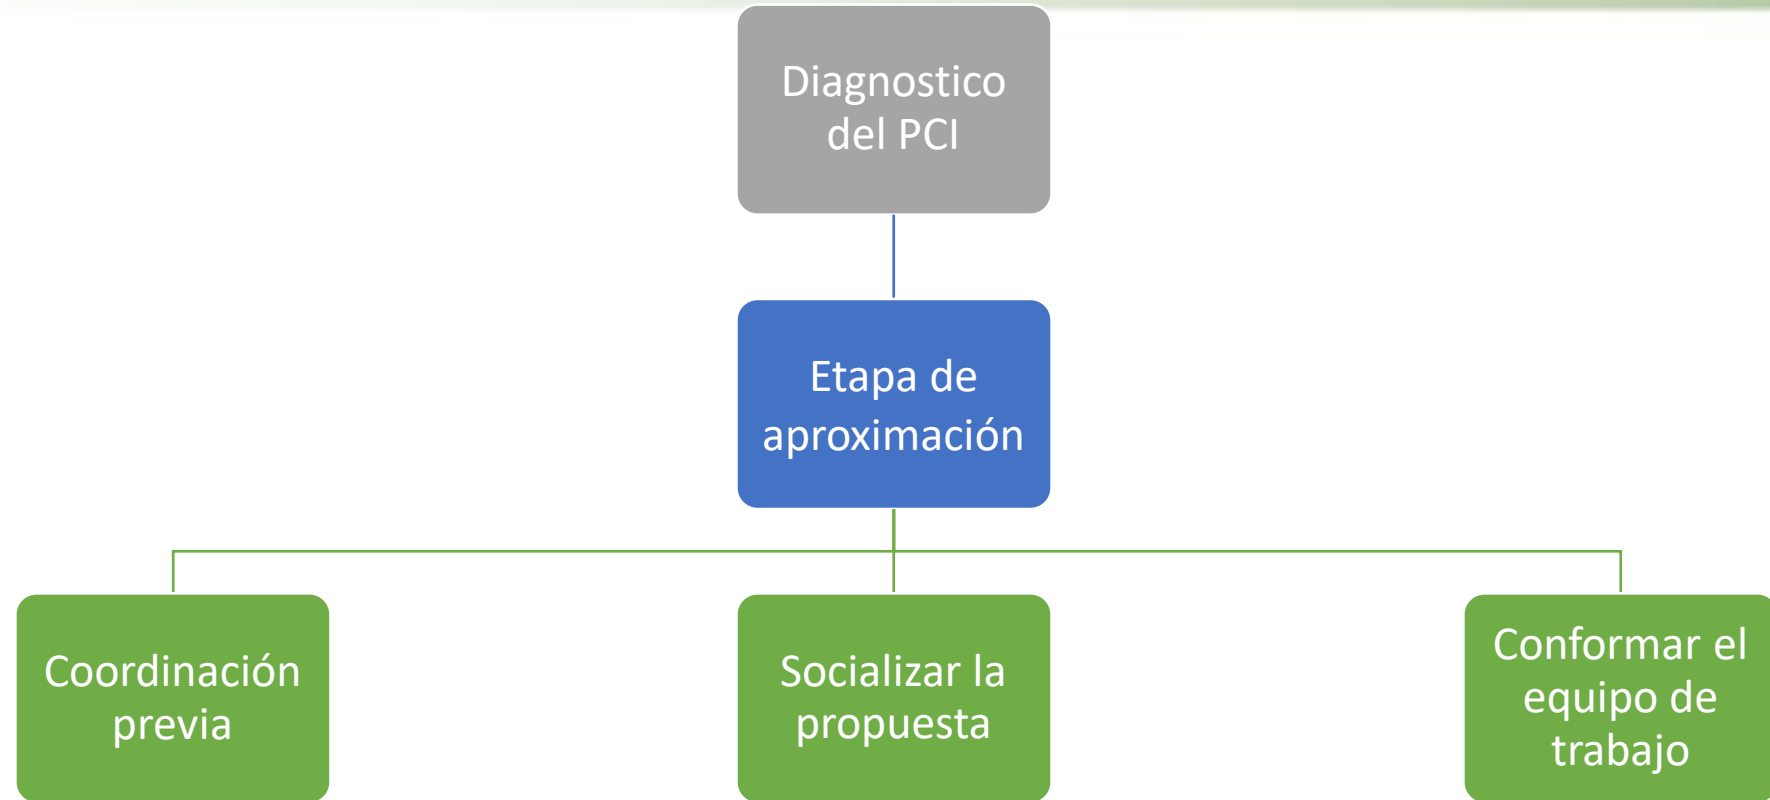 Diagnostico
del PCI
Etapa de
aproximación
Coordinación
previa
Socializar la
propuesta
Conformar el
equipo de
trabajo